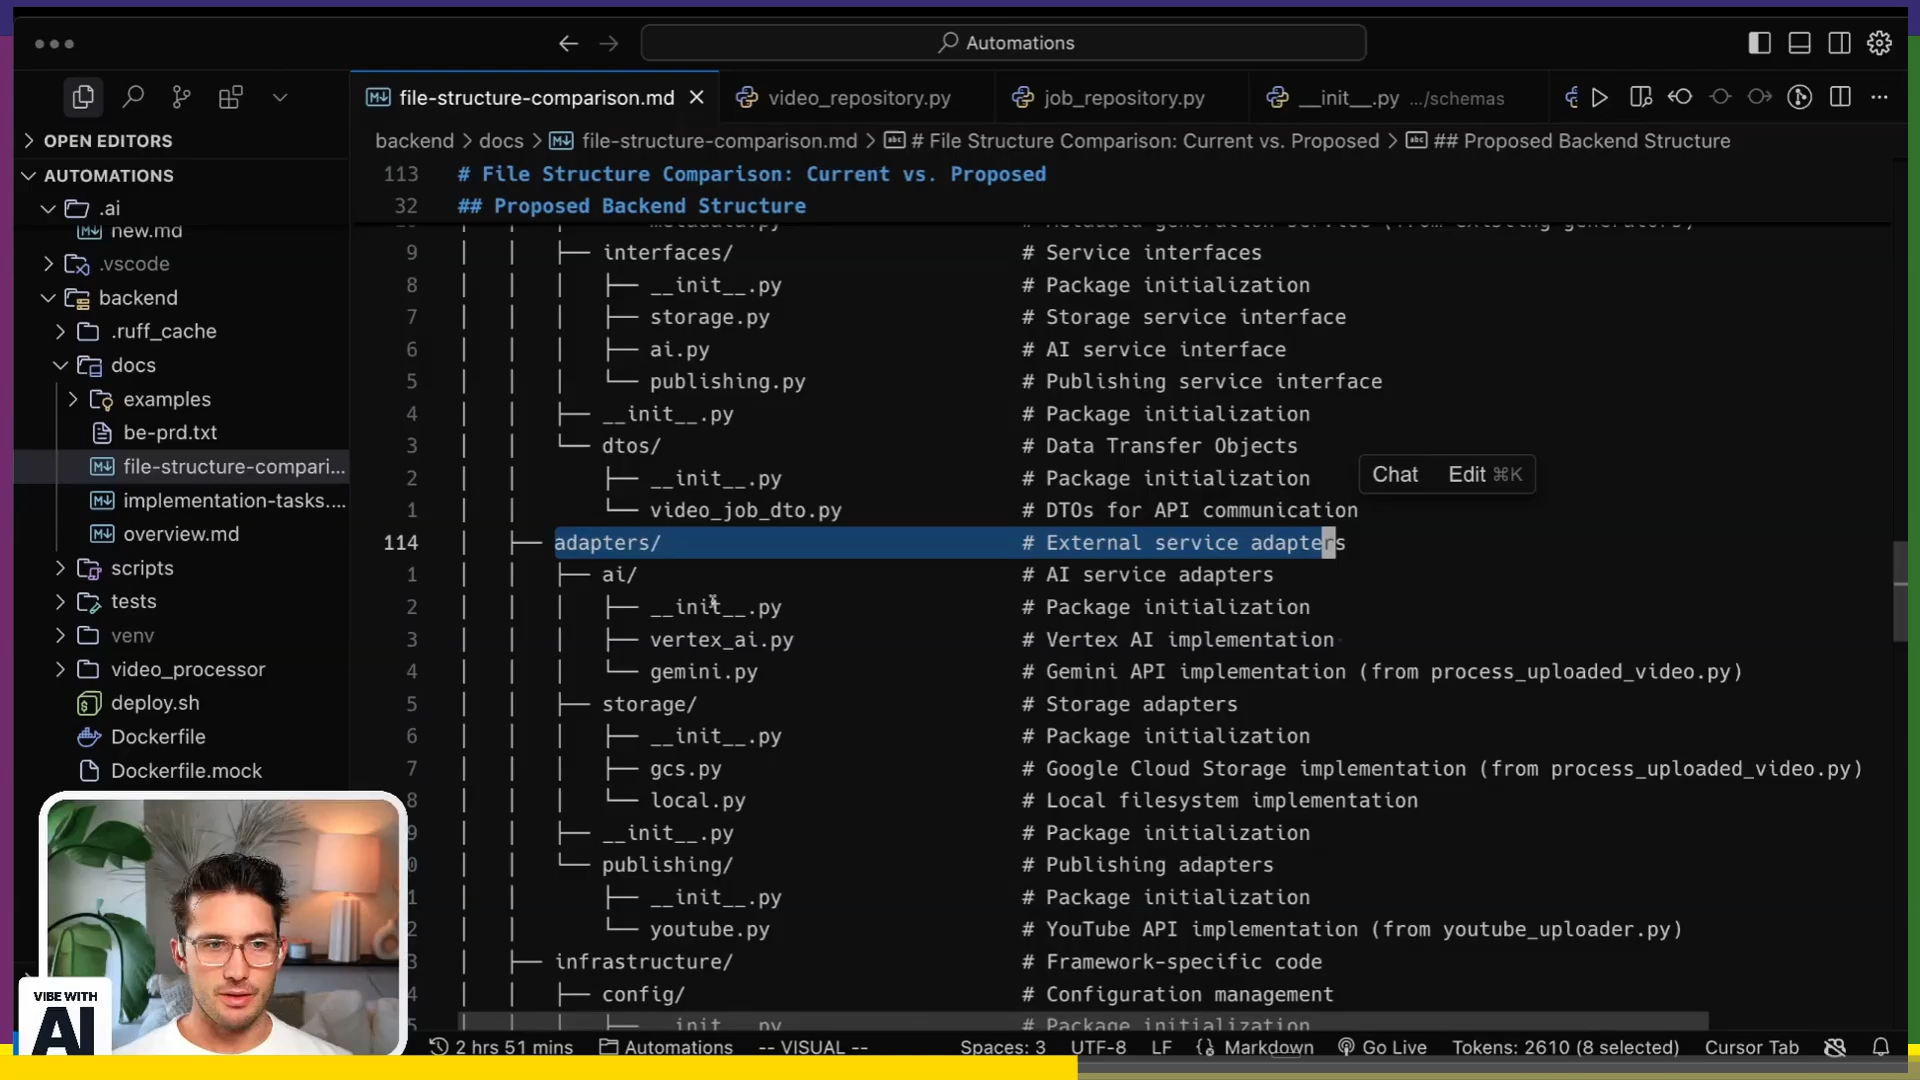 Automations
file-structure-comparison.md
video_repository.py
job_repository.py
__init__.py .../schemas
OPEN EDITORS
AUTOMATIONS
.ai
new.md
.vscode
backend
.ruff_cache
docs
examples
be-prd.txt
file-structure-compari...
implementation-tasks....
overview.md
scripts
tests
venv
video_processor
deploy.sh
Dockerfile
Dockerfile.mock
backend > docs > file-structure-comparison.md > # File Structure Comparison: Current vs. Proposed > ## Proposed Backend Structure
113 # File Structure Comparison: Current vs. Proposed
32 ## Proposed Backend Structure
9 │ │ ├── interfaces/ # Service interfaces
8 │ │ │ ├── __init__.py # Package initialization
7 │ │ │ ├── storage.py # Storage service interface
6 │ │ │ ├── ai.py # AI service interface
5 │ │ │ └── publishing.py # Publishing service interface
4 │ │ ├── __init__.py # Package initialization
3 │ │ └── dtos/ # Data Transfer Objects
2 │ │ ├── __init__.py # Package initialization
1 │ │ └── video_job_dto.py # DTOs for API communication
114 │ ├── adapters/ # External service adapters
1 │ │ ├── ai/ # AI service adapters
2 │ │ │ ├── __init__.py # Package initialization
3 │ │ │ ├── vertex_ai.py # Vertex AI implementation
4 │ │ │ └── gemini.py # Gemini API implementation (from process_uploaded_video.py)
5 │ │ ├── storage/ # Storage adapters
6 │ │ │ ├── __init__.py # Package initialization
7 │ │ │ ├── gcs.py # Google Cloud Storage implementation (from process_uploaded_video.py)
8 │ │ │ └── local.py # Local filesystem implementation
9 │ │ ├── __init__.py # Package initialization
0 │ │ └── publishing/ # Publishing adapters
1 │ │ ├── __init__.py # Package initialization
2 │ │ └── youtube.py # YouTube API implementation (from youtube_uploader.py)
3 │ ├── infrastructure/ # Framework-specific code
4 │ │ ├── config/ # Configuration management
5 │ │ │ ├── __init__.py # Package initialization
Chat Edit ⌘K
VIBE WITH
AI
2 hrs 51 mins Automations -- VISUAL -- Spaces: 3 UTF-8 LF Markdown Go Live Tokens: 2610 (8 selected) Cursor Tab